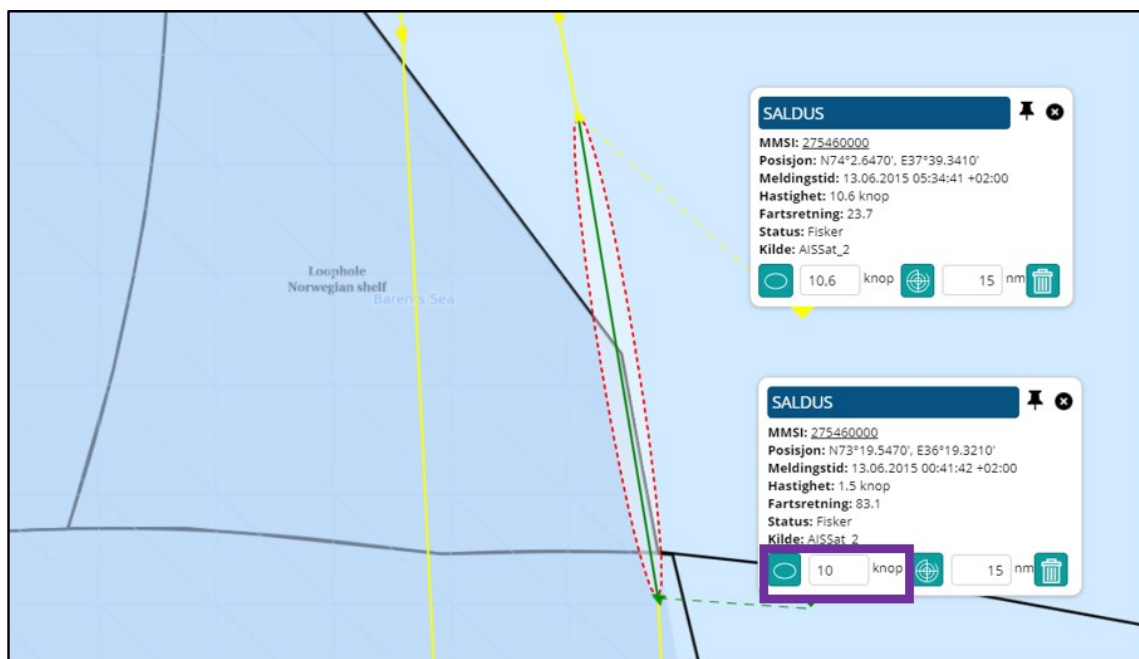 SALDUS
MMSI: 275460000
Posisjon: N74°2.6470', E37°39.3410'
Meldingstid: 13.06.2015 05:34:41 +02:00
Hastighet: 10.6 knop
Fartsretning: 23.7
Status: Fisker
Kilde: AISSat_2
10,6 knop 15 nm
Loophole
Norwegian shelf
Barents Sea
SALDUS
MMSI: 275460000
Posisjon: N73°19.5470', E36°19.3210'
Meldingstid: 13.06.2015 00:41:42 +02:00
Hastighet: 1.5 knop
Fartsretning: 83.1
Status: Fisker
Kilde: AISSat_2
10 knop 15 nm